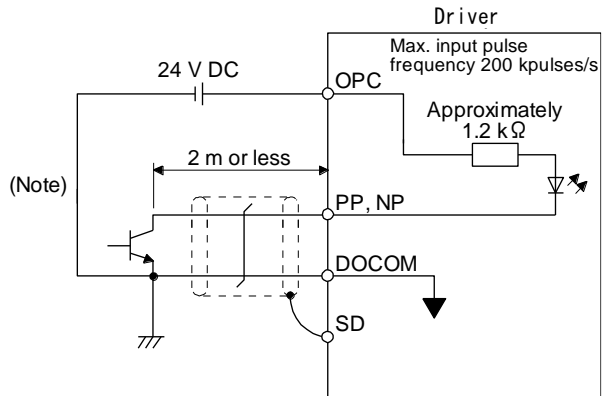 Driver
Max. input pulse
frequency 200 kpulses/s
24 V DC
OPC
Approximately
1.2 kΩ
2 m or less
(Note)
PP, NP
DOCOM
SD